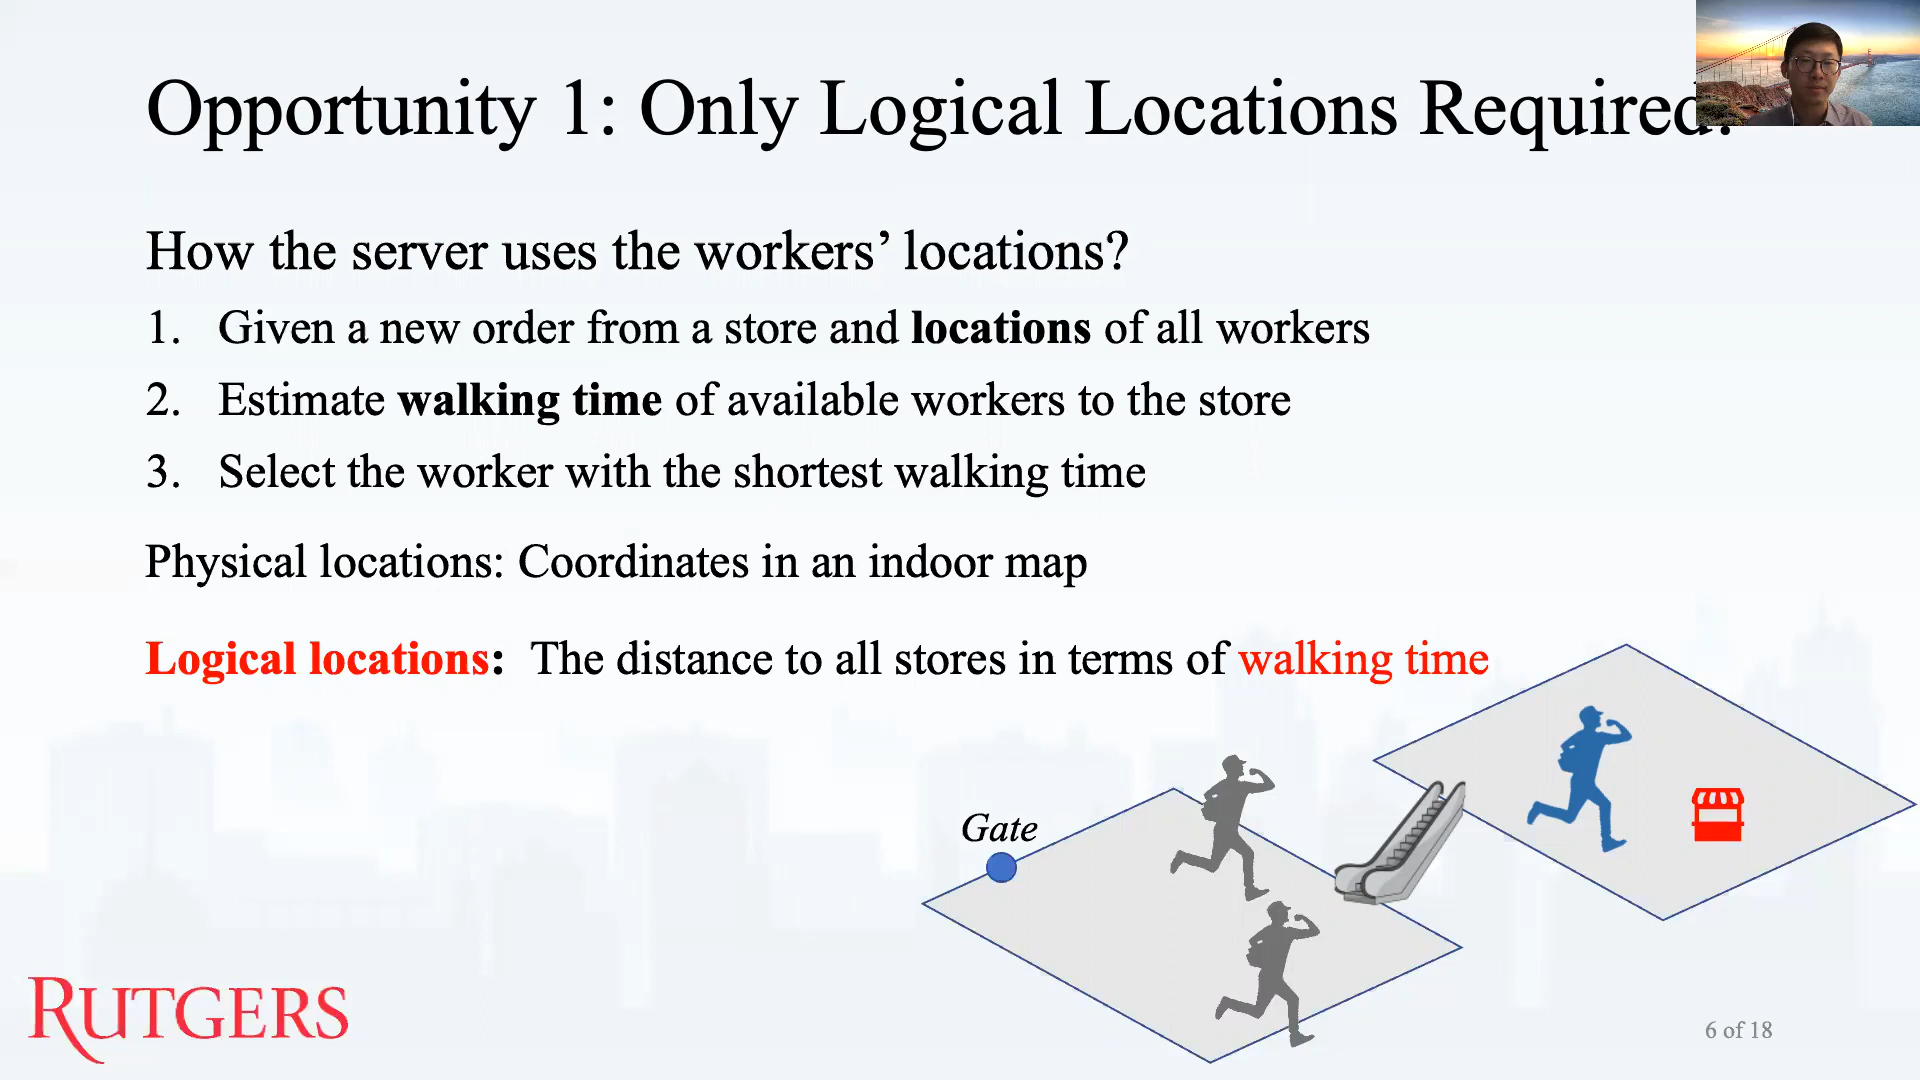 Opportunity 1: Only Logical Locations Required!
How the server uses the workers’ locations?
1. Given a new order from a store and locations of all workers
2. Estimate walking time of available workers to the store
3. Select the worker with the shortest walking time
Physical locations: Coordinates in an indoor map
Logical locations: The distance to all stores in terms of walking time
Gate
RUTGERS
6 of 18